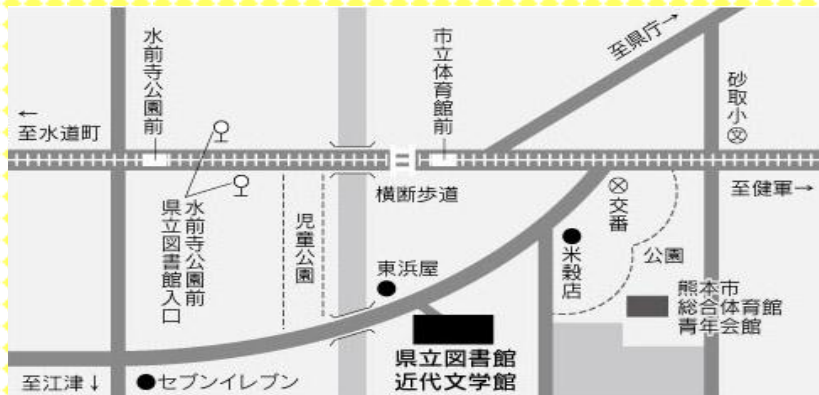 水前寺公園前
市立体育館前
至県庁→
砂取小
←
至水道町
至健軍→
横断歩道
交番
水前寺公園前
県立図書館入口
児童公園
東浜屋
米穀店
公園
熊本市
総合体育館
青年会館
県立図書館
近代文学館
至江津↓
セブンイレブン